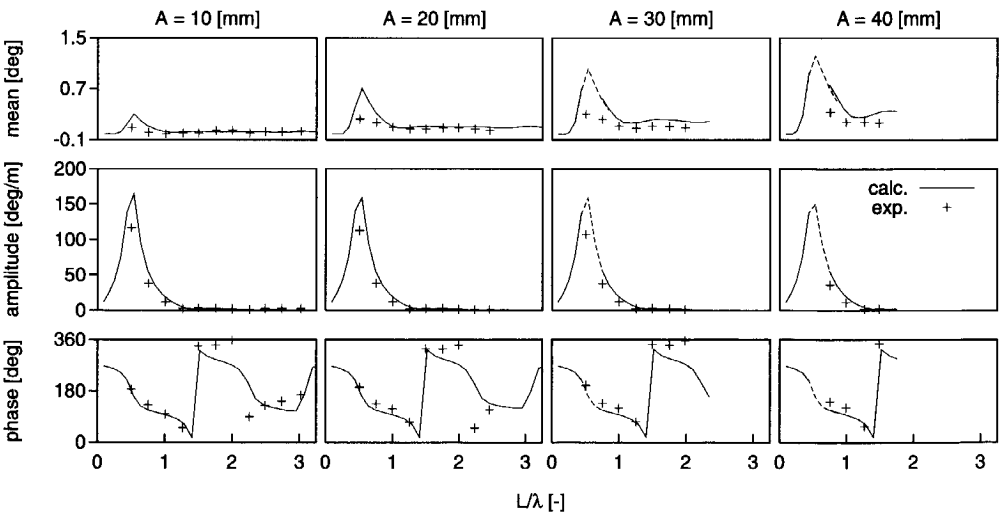 A = 10 [mm] A = 20 [mm] A = 30 [mm] A = 40 [mm]
mean [deg]
1.5
0.7
-0.1
amplitude [deg/m]
200
150
100
50
0
calc.
exp.
phase [deg]
360
180
0
0 1 2 3 0 1 2 3 0 1 2 3 0 1 2 3
L/λ [-]